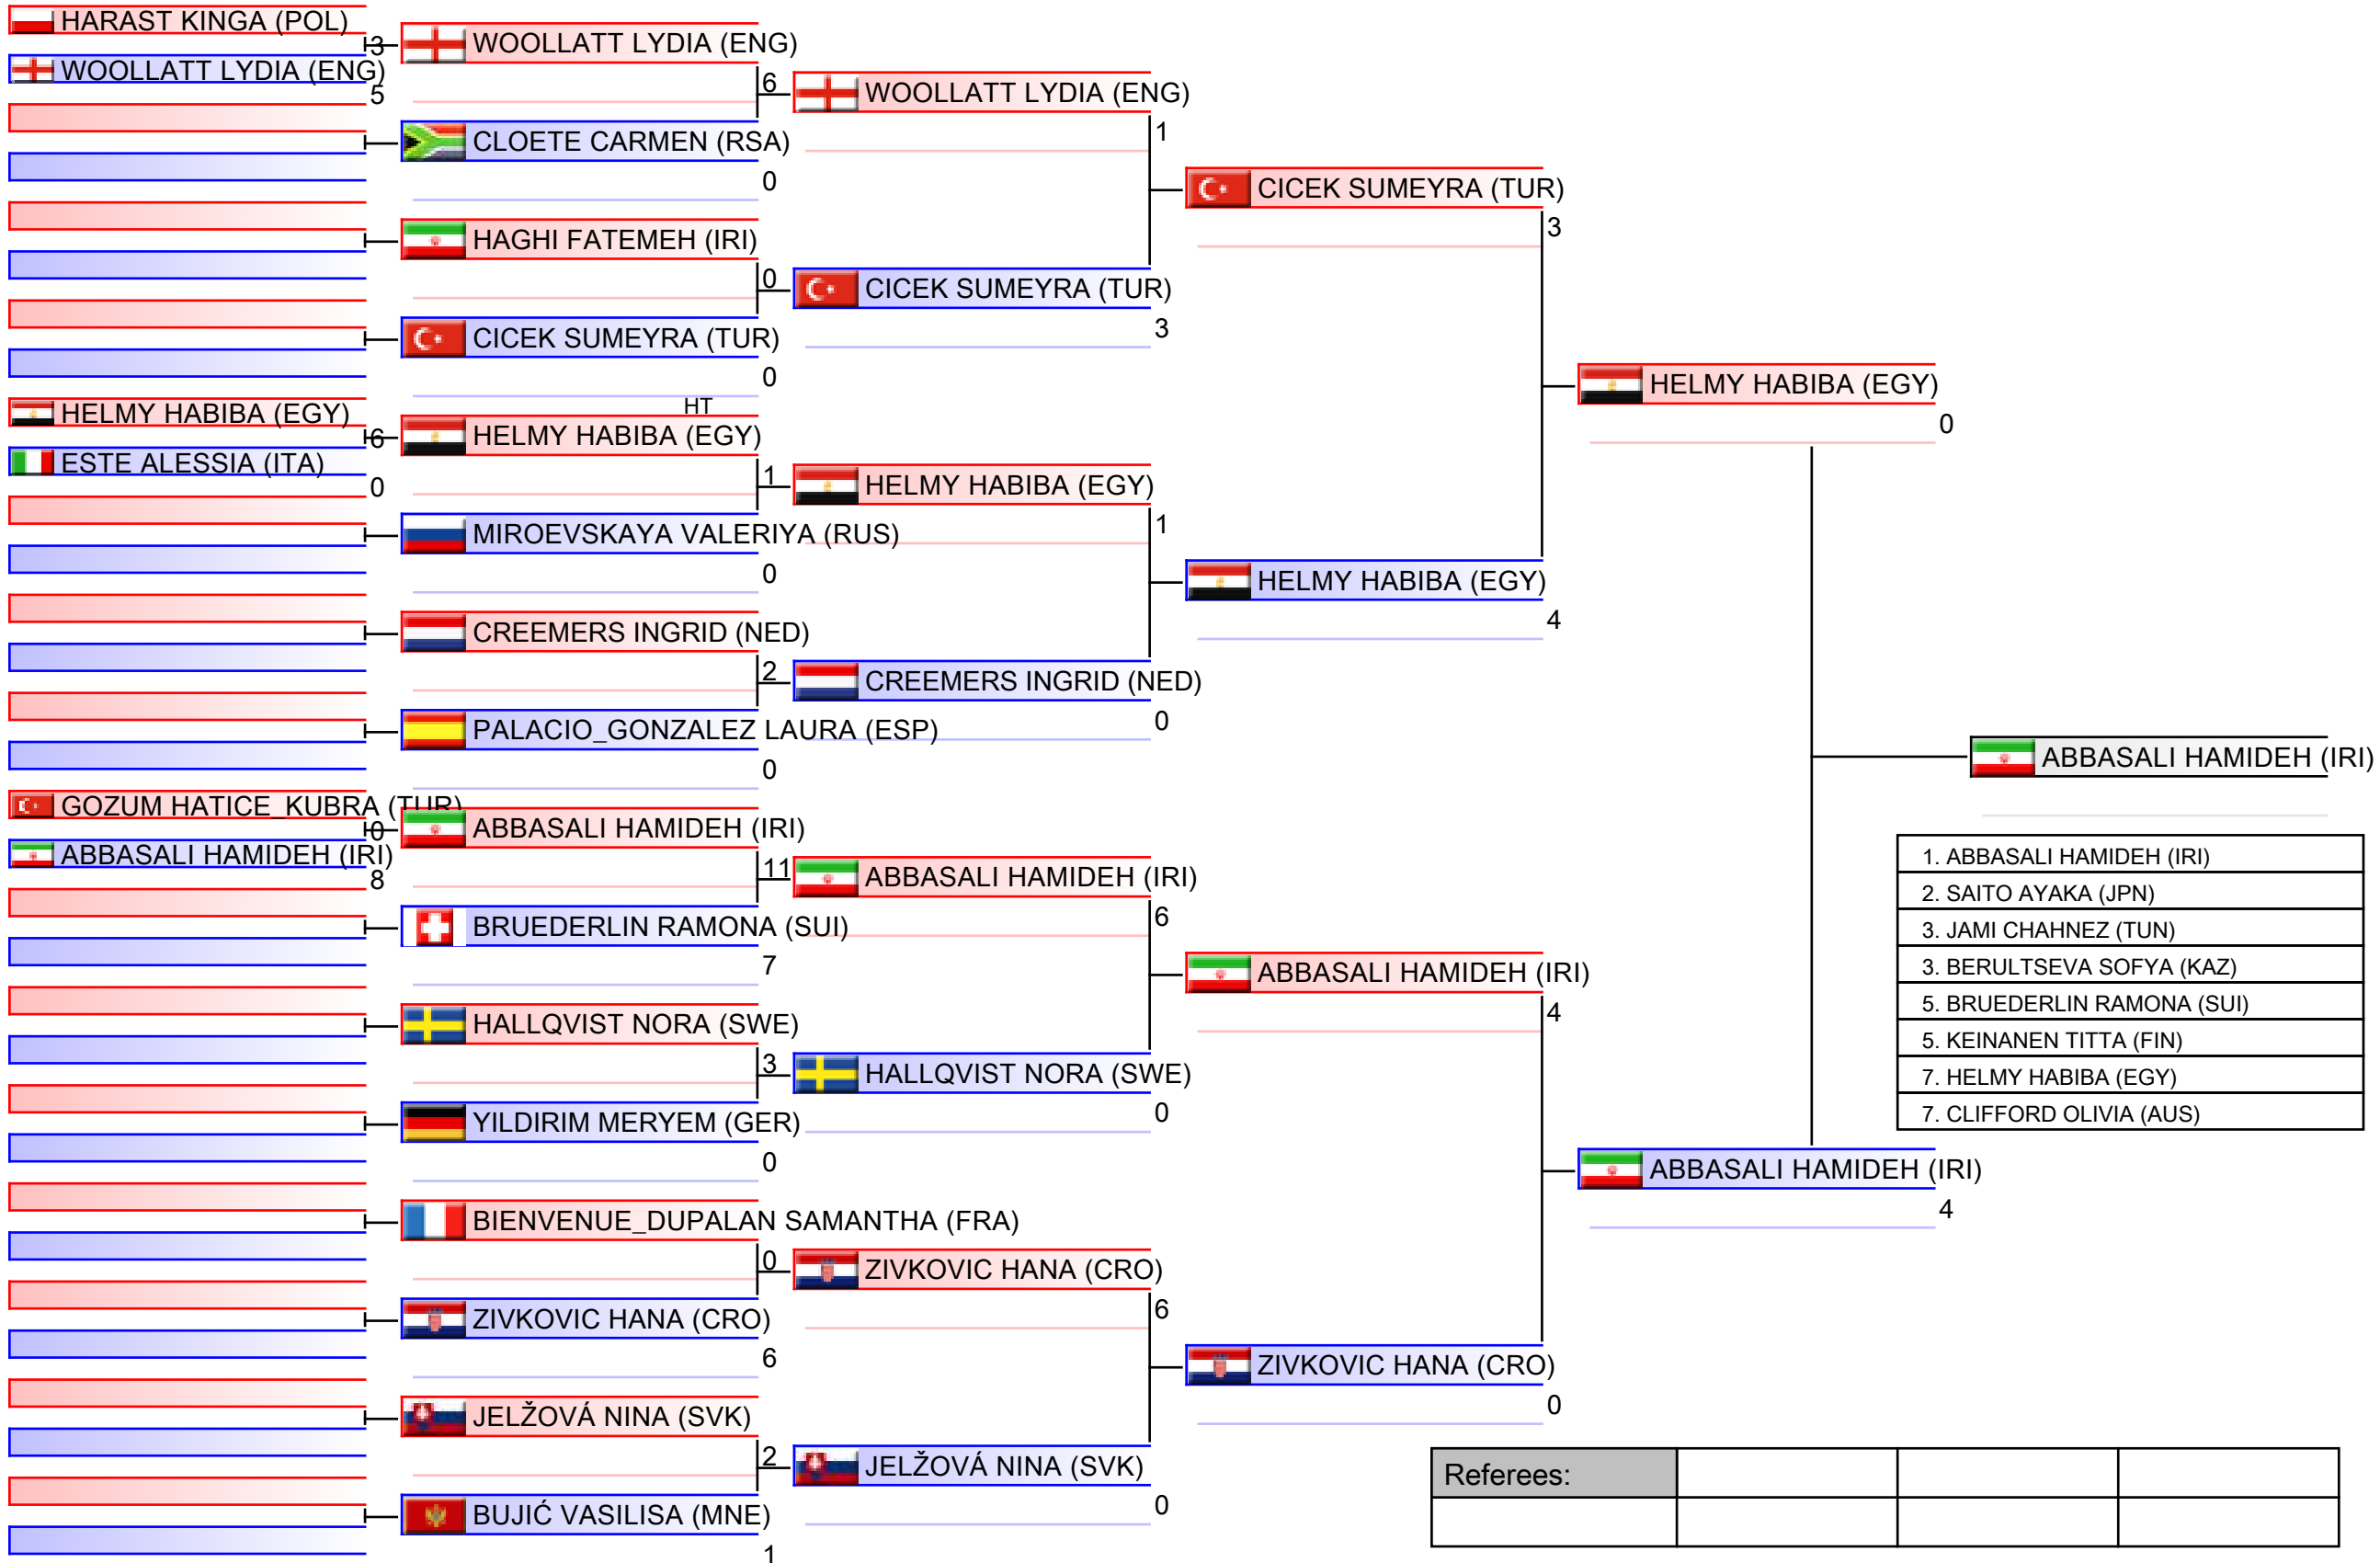 HARAST KINGA (POL)
3
WOOLLATT LYDIA (ENG)
5
WOOLLATT LYDIA (ENG)
6
CLOETE CARMEN (RSA)
0
HAGHI FATEMEH (IRI)
0
CICEK SUMEYRA (TUR)
0
HELMY HABIBA (EGY)
6
ESTE ALESSIA (ITA)
0
HT
HELMY HABIBA (EGY)
1
MIROEVSKAYA VALERIYA (RUS)
0
CREEMERS INGRID (NED)
2
PALACIO_GONZALEZ LAURA (ESP)
0
GOZUM HATICE_KUBRA (TUR)
0
ABBASALI HAMIDEH (IRI)
8
ABBASALI HAMIDEH (IRI)
11
BRUEDERLIN RAMONA (SUI)
7
HALLQVIST NORA (SWE)
3
YILDIRIM MERYEM (GER)
0
BIENVENUE_DUPALAN SAMANTHA (FRA)
0
ZIVKOVIC HANA (CRO)
6
JELŽOVÁ NINA (SVK)
2
BUJIĆ VASILISA (MNE)
1
WOOLLATT LYDIA (ENG)
1
CICEK SUMEYRA (TUR)
3
HELMY HABIBA (EGY)
1
CREEMERS INGRID (NED)
0
ABBASALI HAMIDEH (IRI)
6
HALLQVIST NORA (SWE)
0
ZIVKOVIC HANA (CRO)
6
JELŽOVÁ NINA (SVK)
0
CICEK SUMEYRA (TUR)
3
HELMY HABIBA (EGY)
4
ABBASALI HAMIDEH (IRI)
4
ZIVKOVIC HANA (CRO)
0
HELMY HABIBA (EGY)
0
ABBASALI HAMIDEH (IRI)
4
ABBASALI HAMIDEH (IRI)
1. ABBASALI HAMIDEH (IRI)
2. SAITO AYAKA (JPN)
3. JAMI CHAHNEZ (TUN)
3. BERULTSEVA SOFYA (KAZ)
5. BRUEDERLIN RAMONA (SUI)
5. KEINANEN TITTA (FIN)
7. HELMY HABIBA (EGY)
7. CLIFFORD OLIVIA (AUS)
Referees: